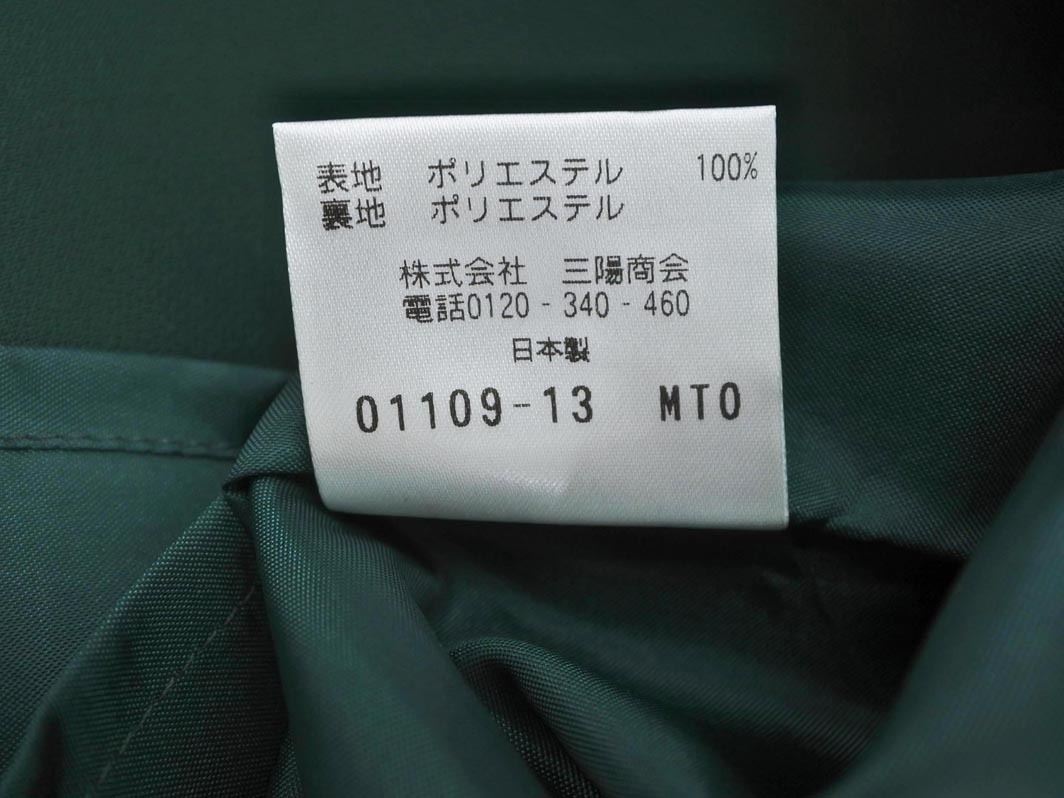 表地 ポリエステル 100%
裏地 ポリエステル
株式会社 三陽商会
電話0120-340-460
日本製
01109-13 MTO